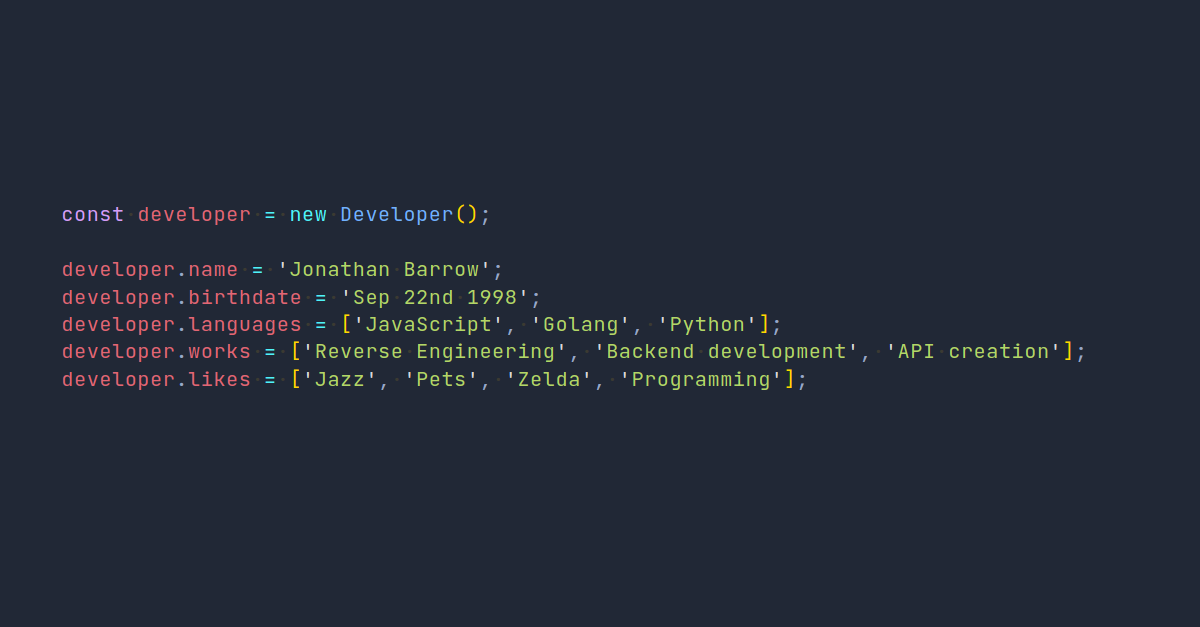 const developer = new Developer();
developer.name = 'Jonathan Barrow';
developer.birthdate = 'Sep 22nd 1998';
developer.languages = ['JavaScript', 'Golang', 'Python'];
developer.works = ['Reverse Engineering', 'Backend development', 'API creation'];
developer.likes = ['Jazz', 'Pets', 'Zelda', 'Programming'];